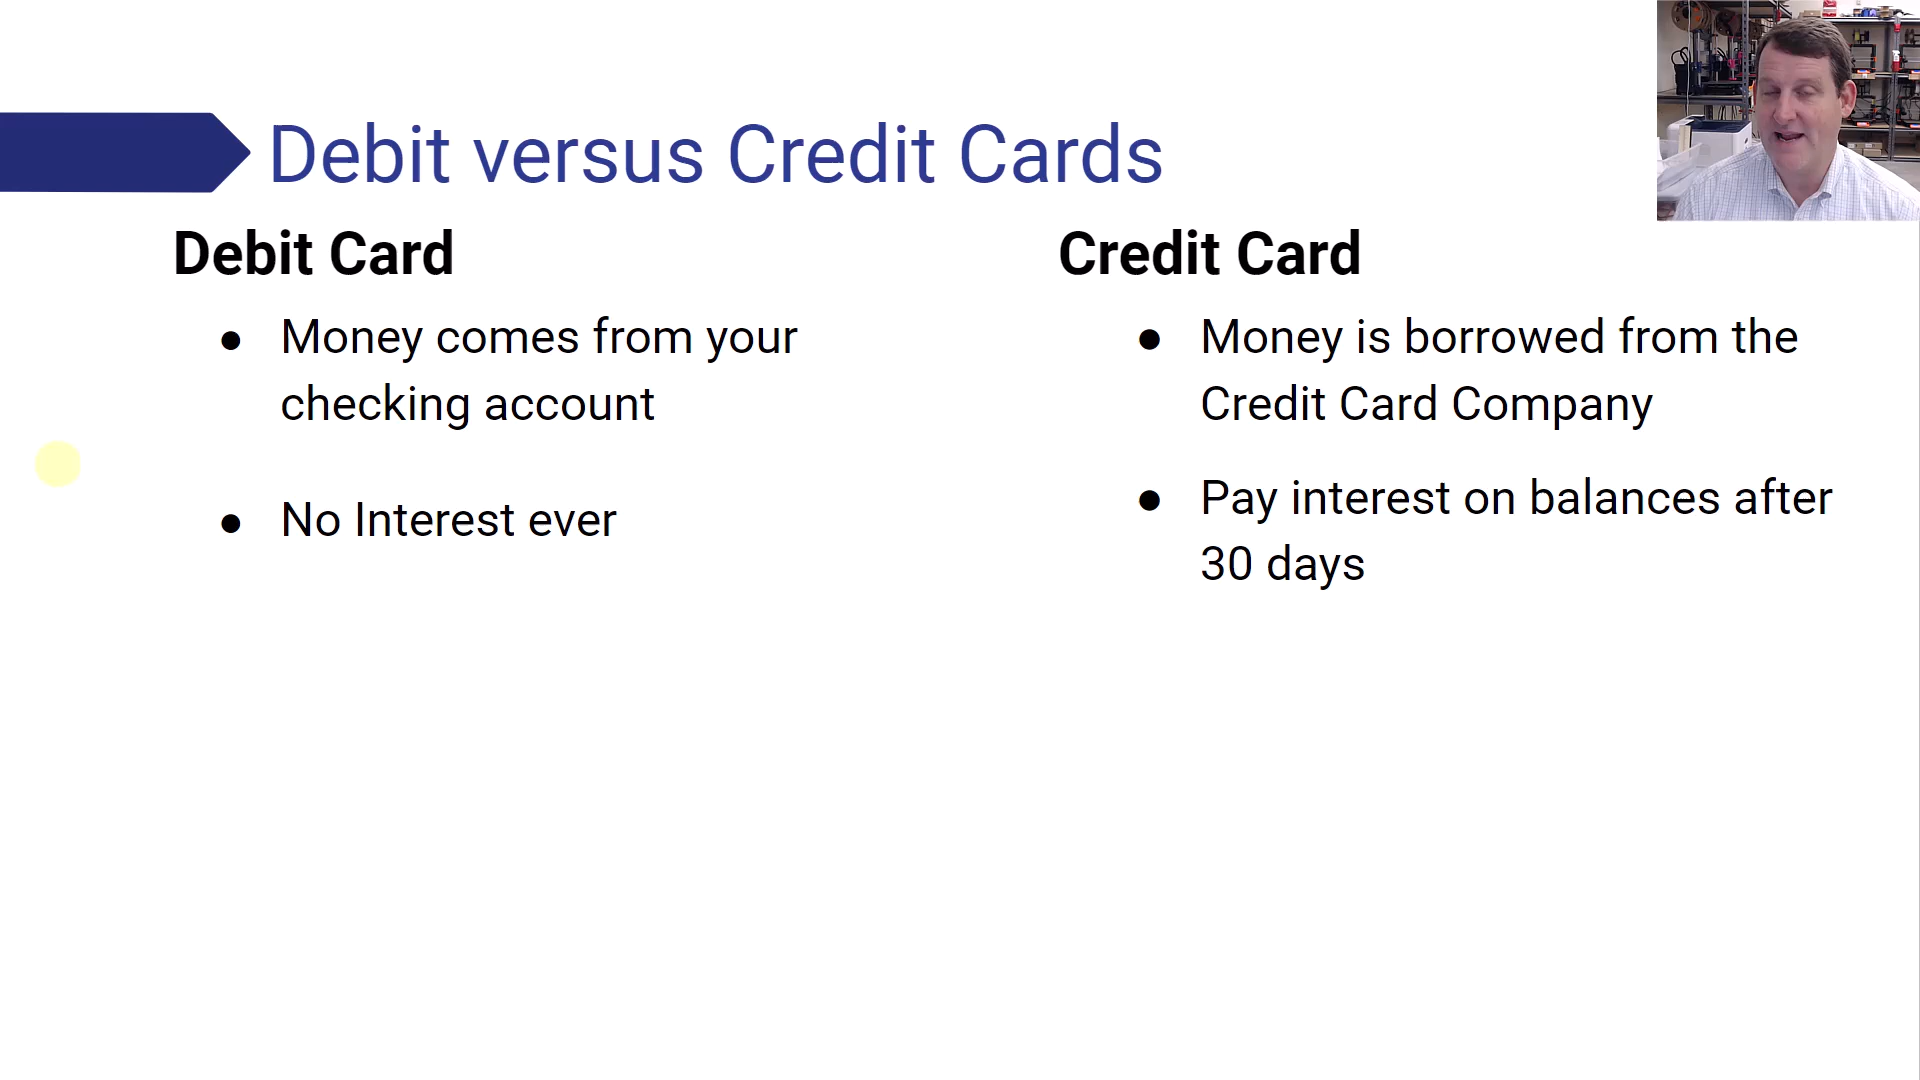 Debit versus Credit Cards
Debit Card
● Money comes from your
checking account
● No Interest ever
Credit Card
● Money is borrowed from the
Credit Card Company
● Pay interest on balances after
30 days